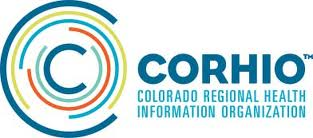 C CORHIO™
COLORADO REGIONAL HEALTH
INFORMATION ORGANIZATION